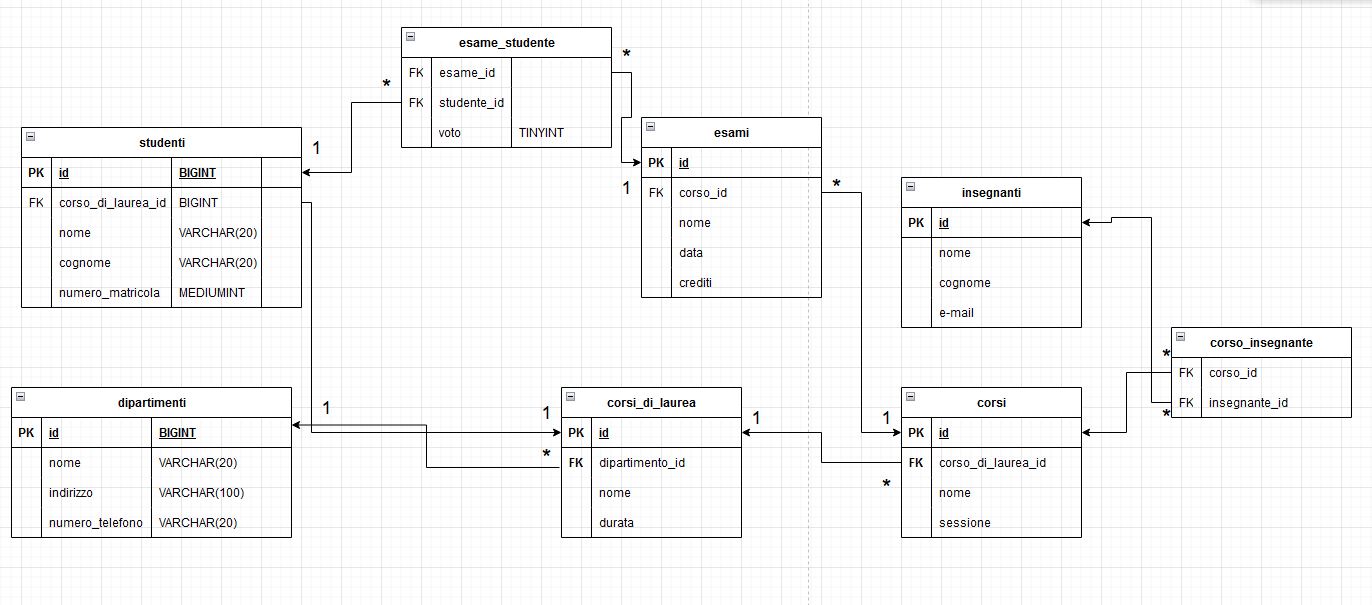 esame_studente
FK esame_id
FK studente_id
voto TINYINT
*
*
studenti
PK id BIGINT
FK corso_di_laurea_id BIGINT
nome VARCHAR(20)
cognome VARCHAR(20)
numero_matricola MEDIUMINT
1
esami
PK id
FK corso_id
nome
data
crediti
1
*
insegnanti
PK id
nome
cognome
e-mail
corso_insegnante
FK corso_id
FK insegnante_id
*
*
dipartimenti
PK id BIGINT
nome VARCHAR(20)
indirizzo VARCHAR(100)
numero_telefono VARCHAR(20)
1
1
*
corsi_di_laurea
PK id
FK dipartimento_id
nome
durata
1
1
*
corsi
PK id
FK corso_di_laurea_id
nome
sessione